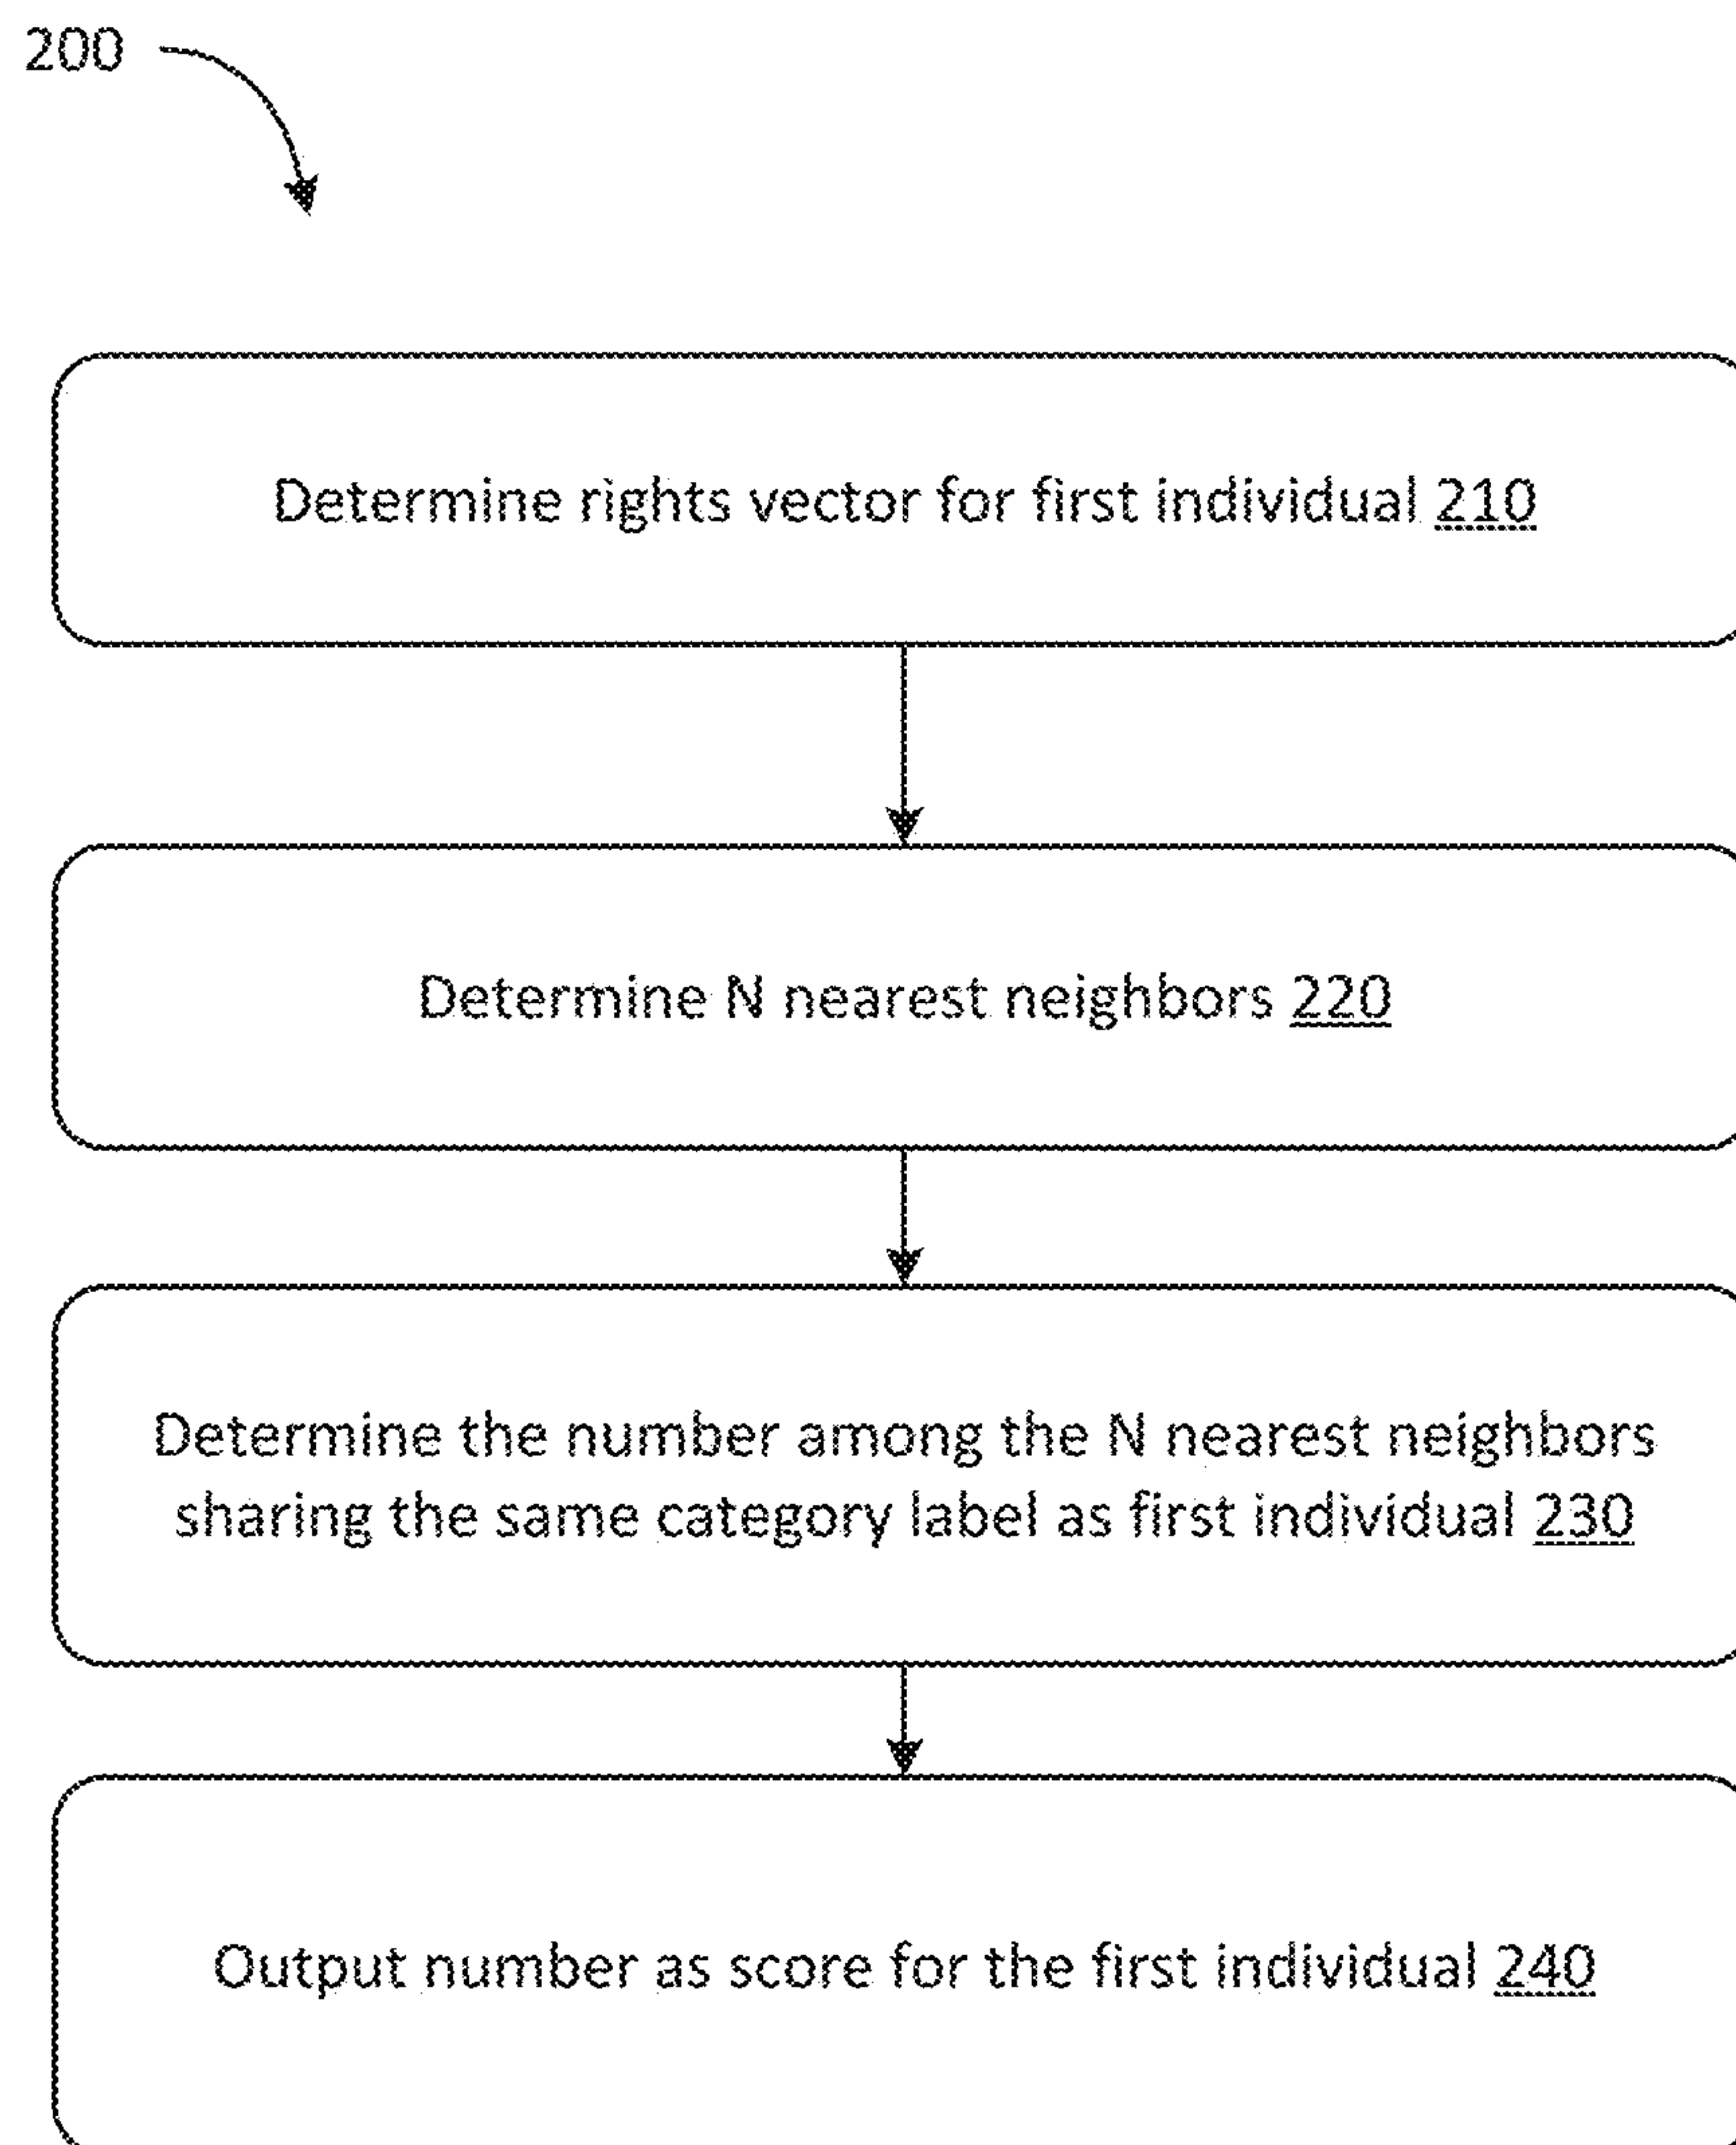 200
Determine rights vector for first individual 210
Determine N nearest neighbors 220
Determine the number among the N nearest neighbors
sharing the same category label as first individual 230
Output number as score for the first individual 240